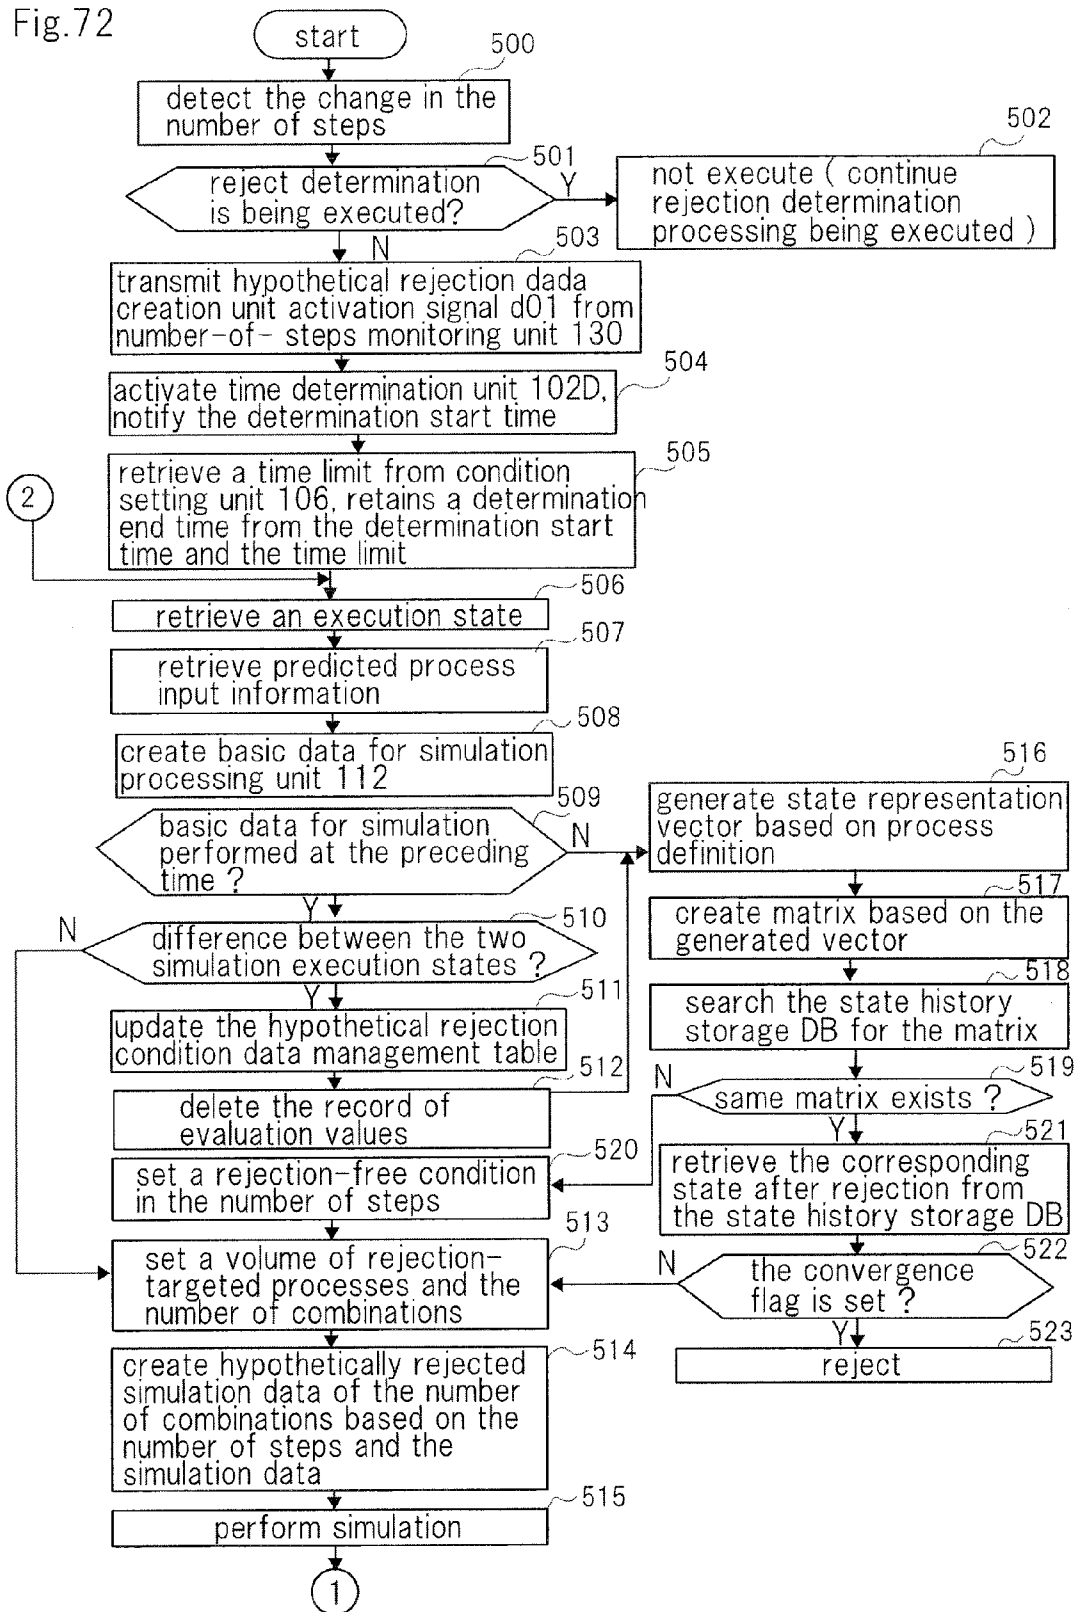 Fig.72
start
500
detect the change in the
number of steps
501
reject determination
is being executed?
Y
N
502
not execute ( continue
rejection determination
processing being executed )
503
transmit hypothetical rejection dada
creation unit activation signal d01 from
number-of- steps monitoring unit 130
504
activate time determination unit 102D,
notify the determination start time
505
retrieve a time limit from condition
setting unit 106, retains a determination
end time from the determination start
time and the time limit
2
506
retrieve an execution state
507
retrieve predicted process
input information
508
create basic data for simulation
processing unit 112
509
basic data for simulation
performed at the preceding
time ?
N
Y
510
N
difference between the two
simulation execution states ?
Y
511
update the hypothetical rejection
condition data management table
512
delete the record of
evaluation values
520
set a rejection-free condition
in the number of steps
513
set a volume of rejection-
targeted processes and the
number of combinations
514
create hypothetically rejected
simulation data of the number
of combinations based on the
number of steps and the
simulation data
515
perform simulation
1
516
generate state representation
vector based on process
definition
517
create matrix based on the
generated vector
518
search the state history
storage DB for the matrix
519
N
same matrix exists ?
Y
521
retrieve the corresponding
state after rejection from
the state history storage DB
522
N
the convergence
flag is set ?
Y
523
reject